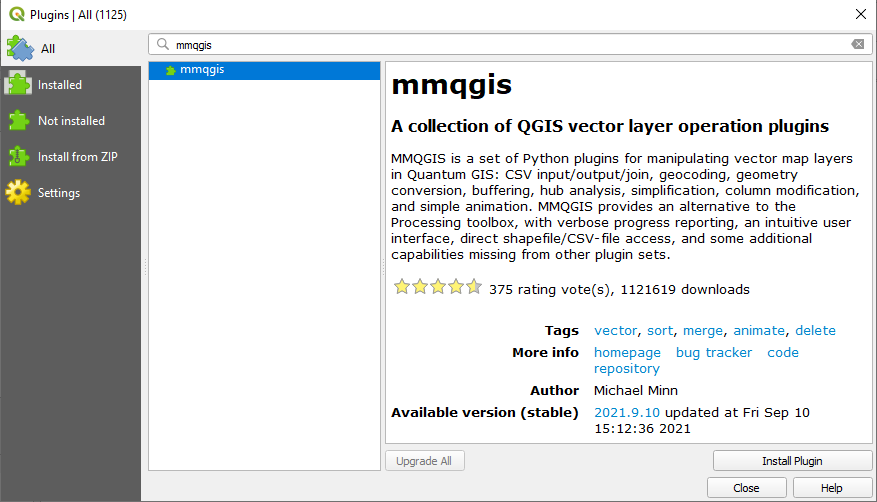 Plugins | All (1125)
All
mmqgis
Installed
Not installed
Install from ZIP
Settings
mmqgis
mmqgis
A collection of QGIS vector layer operation plugins
MMQGIS is a set of Python plugins for manipulating vector map layers
in Quantum GIS: CSV input/output/join, geocoding, geometry
conversion, buffering, hub analysis, simplification, column modification,
and simple animation. MMQGIS provides an alternative to the
Processing toolbox, with verbose progress reporting, an intuitive user
interface, direct shapefile/CSV-file access, and some additional
capabilities missing from other plugin sets.
375 rating vote(s), 1121619 downloads
Tags vector, sort, merge, animate, delete
More info homepage bug tracker code
repository
Author Michael Minn
Available version (stable) 2021.9.10 updated at Fri Sep 10
15:12:36 2021
Upgrade All Install Plugin
Close Help